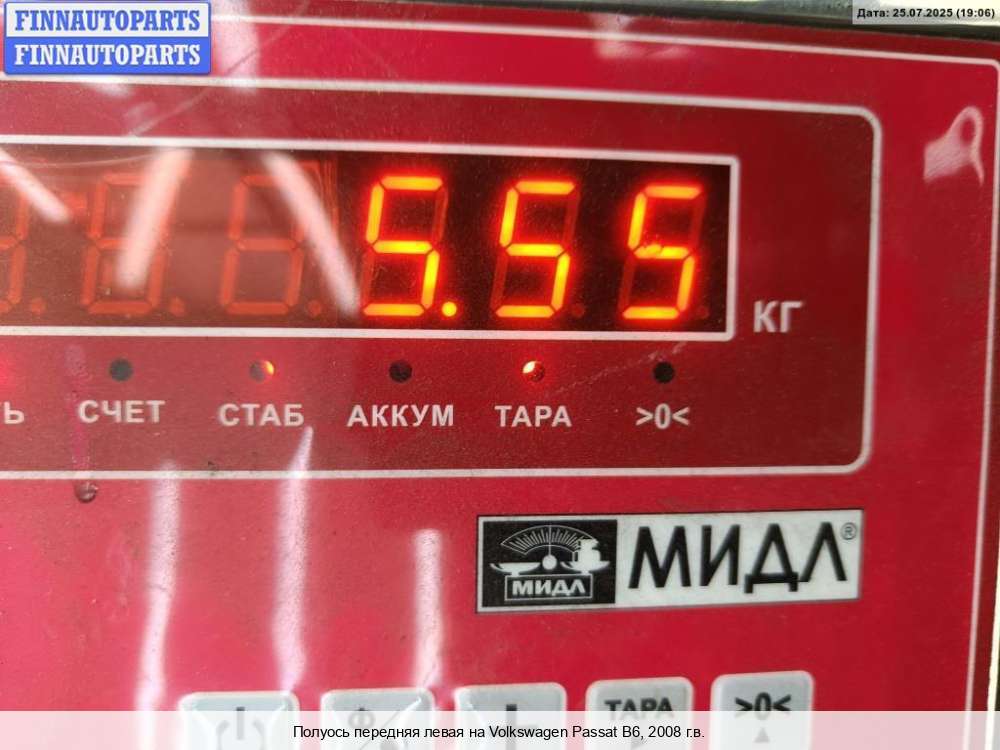 FINNAUTOPARTS
FINNAUTOPARTS
Дата: 25.07.2025 (19:06)
5.55
КГ
СЧЕТ СТАБ АККУМ ТАРА >0<
МИДЛ МИДЛ®
ТАРА >0<
Полуось передняя левая на Volkswagen Passat B6, 2008 г.в.